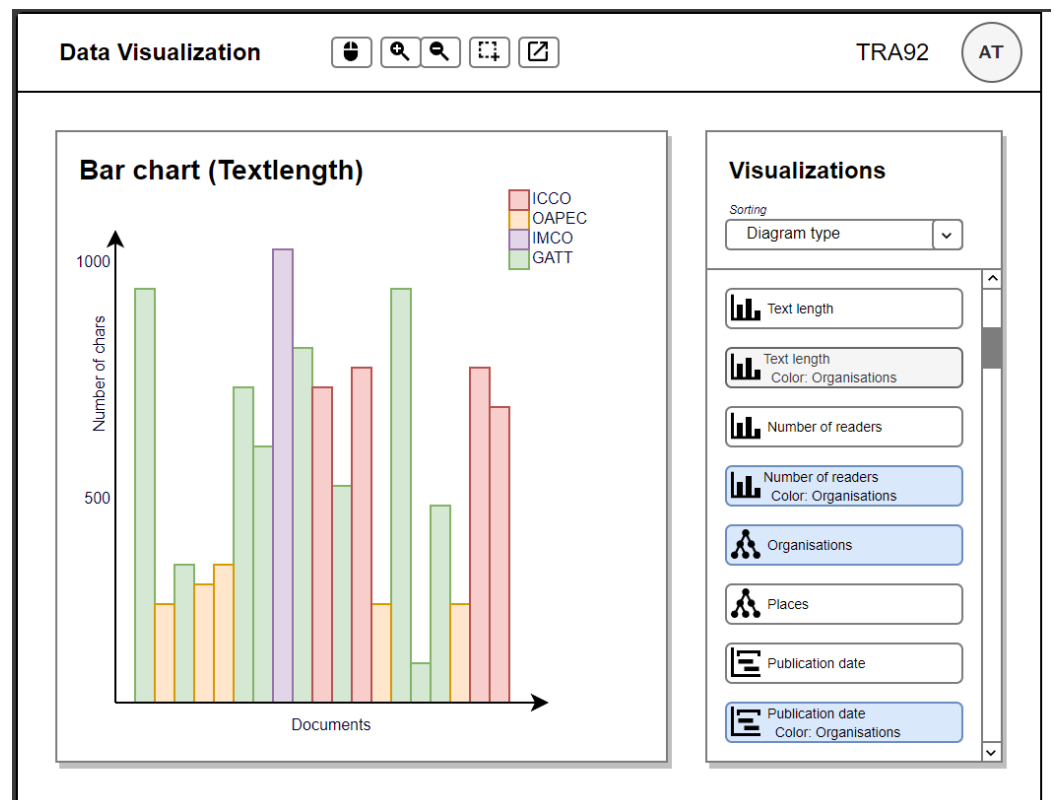 Data Visualization
TRA92
AT
Bar chart (Textlength)
ICCO
OAPEC
IMCO
GATT
1000
Number of chars
500
Documents
Visualizations
Sorting
Diagram type
Text length
Text length
Color: Organisations
Number of readers
Number of readers
Color: Organisations
Organisations
Places
Publication date
Publication date
Color: Organisations